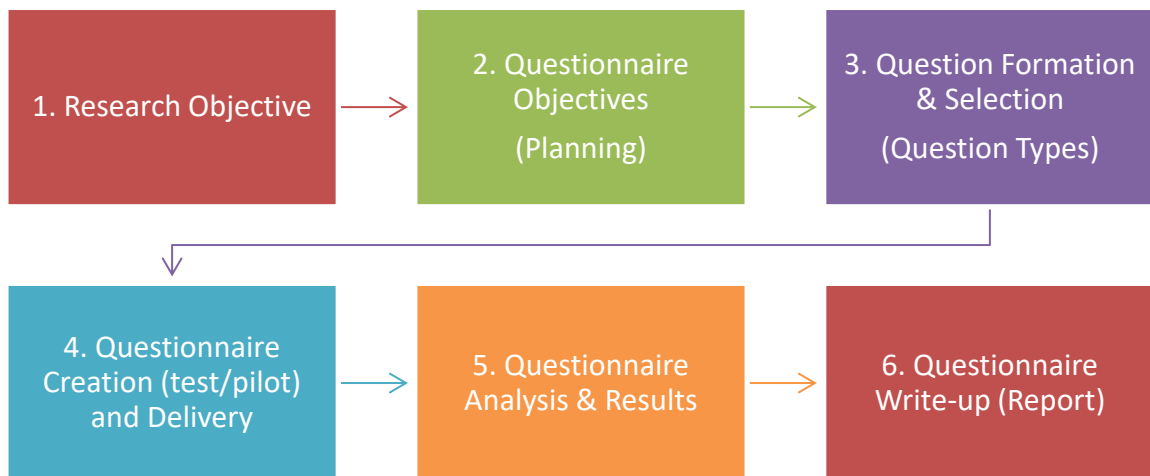 1. Research Objective
2. Questionnaire
Objectives
(Planning)
3. Question Formation
& Selection
(Question Types)
4. Questionnaire
Creation (test/pilot)
and Delivery
5. Questionnaire
Analysis & Results
6. Questionnaire
Write-up (Report)